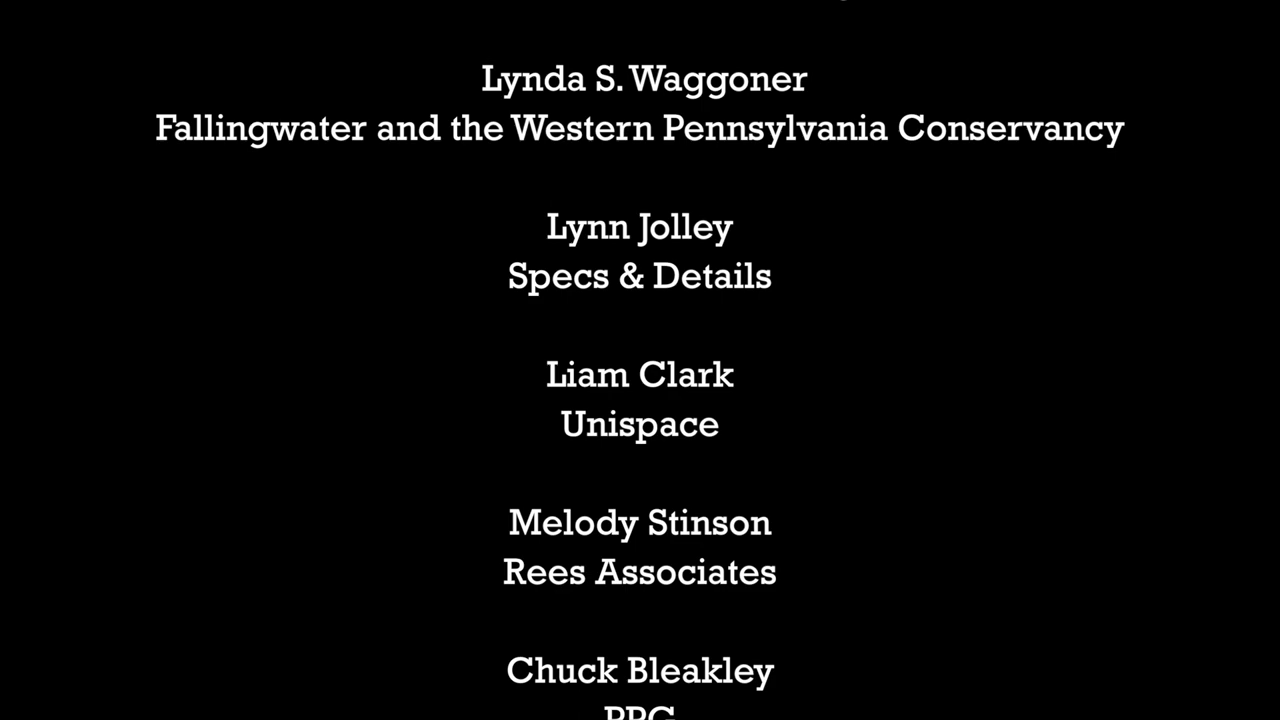 Lynda S. Waggoner
Fallingwater and the Western Pennsylvania Conservancy
Lynn Jolley
Specs & Details
Liam Clark
Unispace
Melody Stinson
Rees Associates
Chuck Bleakley
PPG